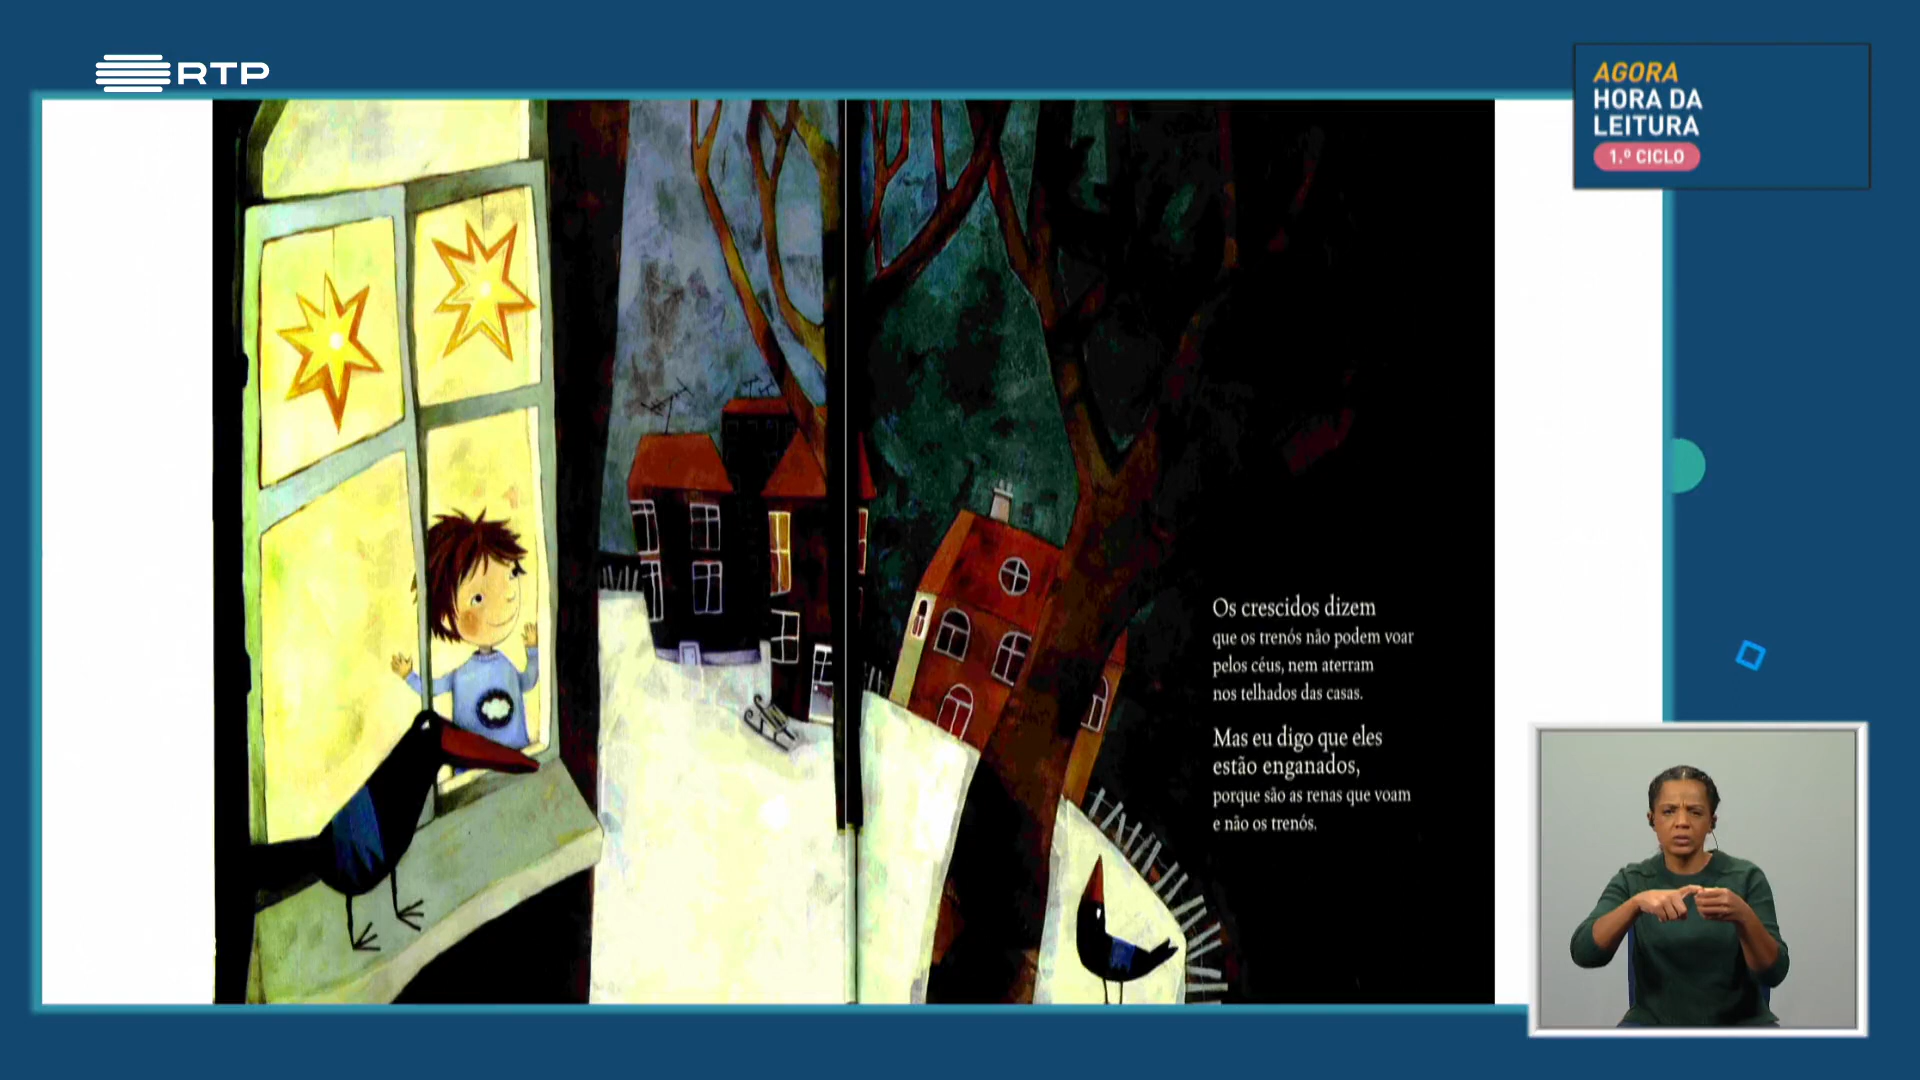 RTP
AGORA
HORA DA
LEITURA
1.º CICLO
Os crescidos dizem
que os trenós não podem voar
pelos céus, nem aterram
nos telhados das casas.
Mas eu digo que eles
estão enganados,
porque são as renas que voam
e não os trenós.